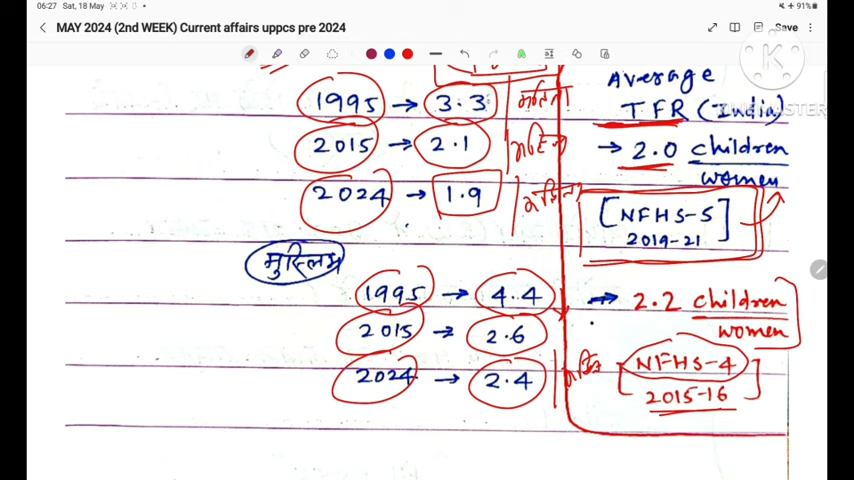 06:27 Sat, 18 May
91%
MAY 2024 (2nd WEEK) Current affairs uppcs pre 2024
Save
1995 → 3.3
2015 → 2.1
2024 → 1.9
मुस्लिम
1995 → 4.4
2015 → 2.6
2024 → 2.4
Average
TFR (India)
→ 2.0 children
women
[NFHS-5]
2019-21
→ 2.2 children
women
[NFHS-4]
2015-16
K